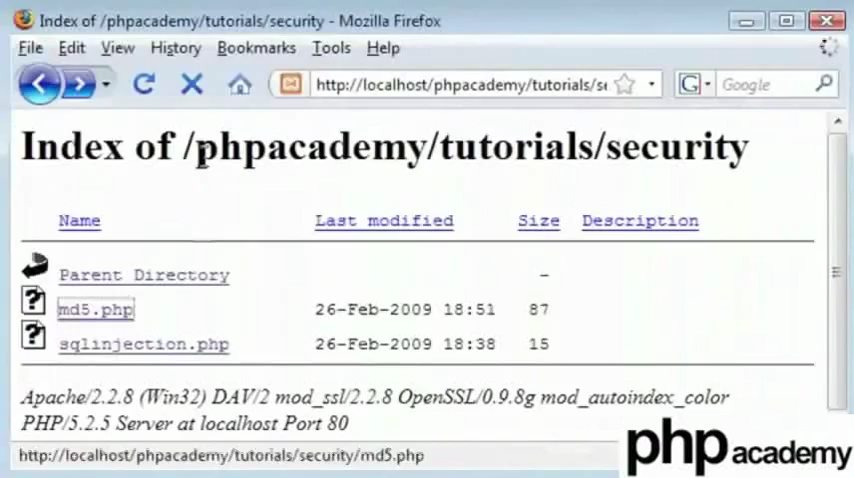 Index of /phpacademy/tutorials/security - Mozilla Firefox
File Edit View History Bookmarks Tools Help
http://localhost/phpacademy/tutorials/se Google
Index of /phpacademy/tutorials/security
Name Last modified Size Description
Parent Directory -
md5.php 26-Feb-2009 18:51 87
sqlinjection.php 26-Feb-2009 18:38 15
Apache/2.2.8 (Win32) DAV/2 mod_ssl/2.2.8 OpenSSL/0.9.8g mod_autoindex_color
PHP/5.2.5 Server at localhost Port 80
http://localhost/phpacademy/tutorials/security/md5.php
php academy